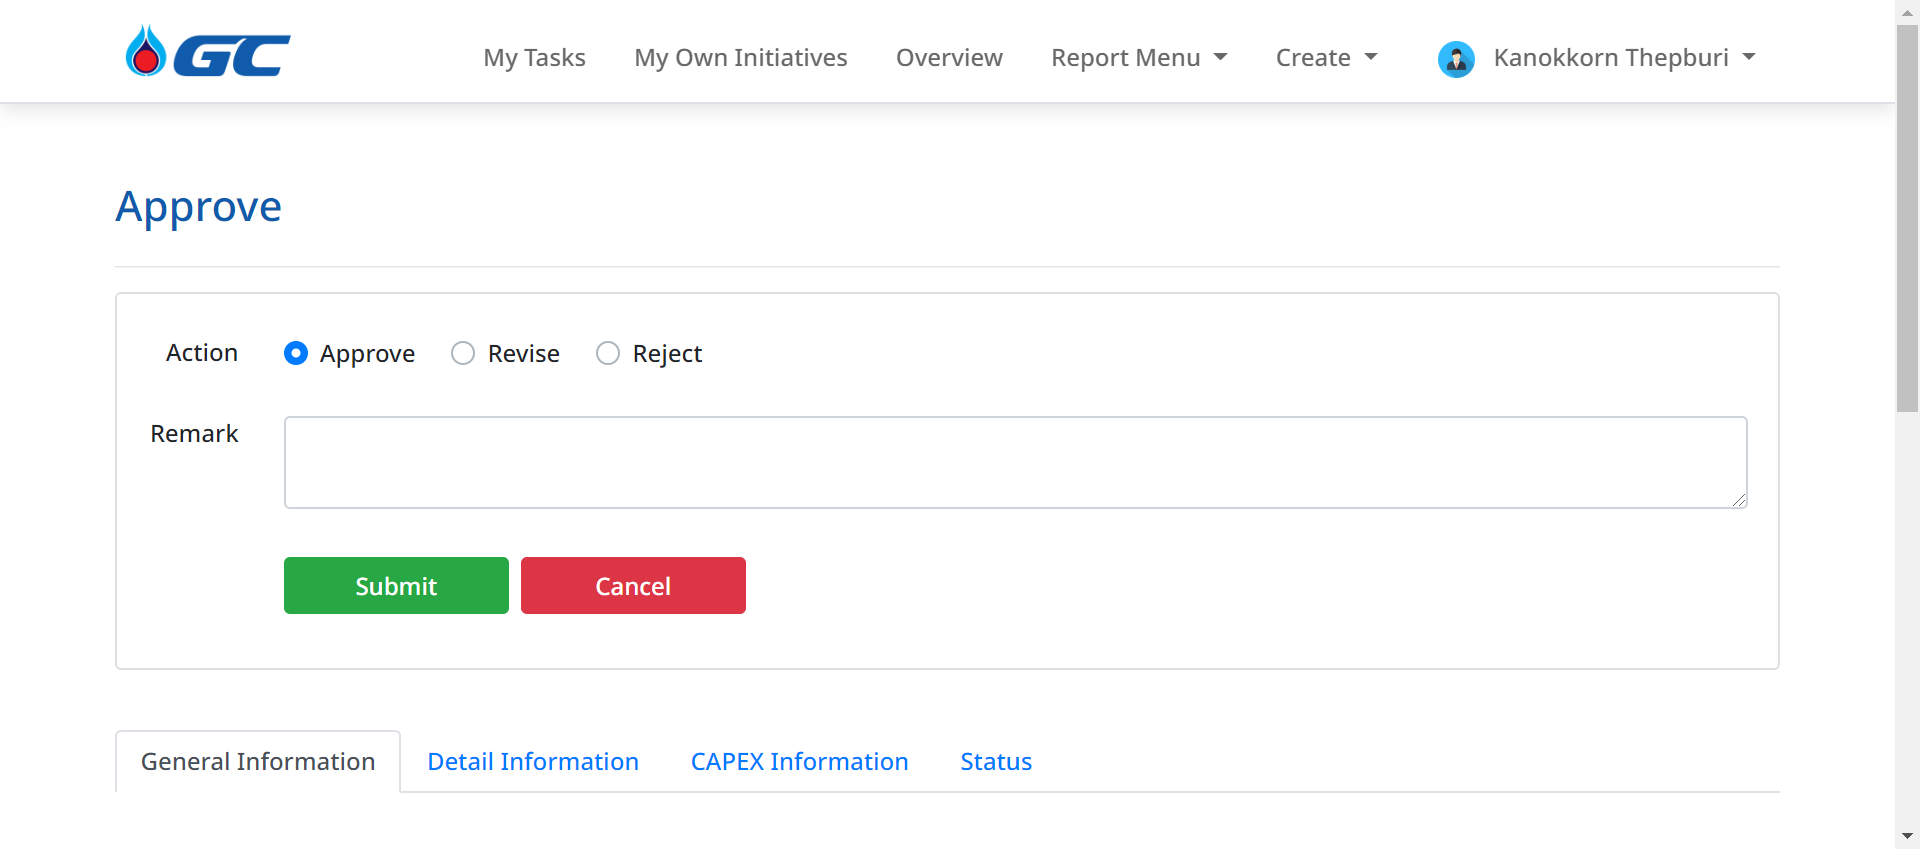 GC
My Tasks My Own Initiatives Overview Report Menu Create Kanokkorn Thepburi
Approve
Action Approve Revise Reject
Remark
Submit Cancel
General Information Detail Information CAPEX Information Status